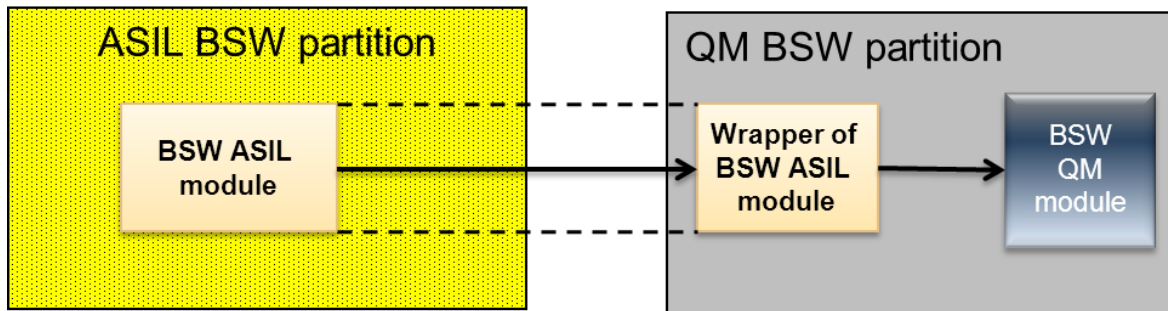 ASIL BSW partition
QM BSW partition
BSW ASIL
module
Wrapper of
BSW ASIL
module
BSW
QM
module